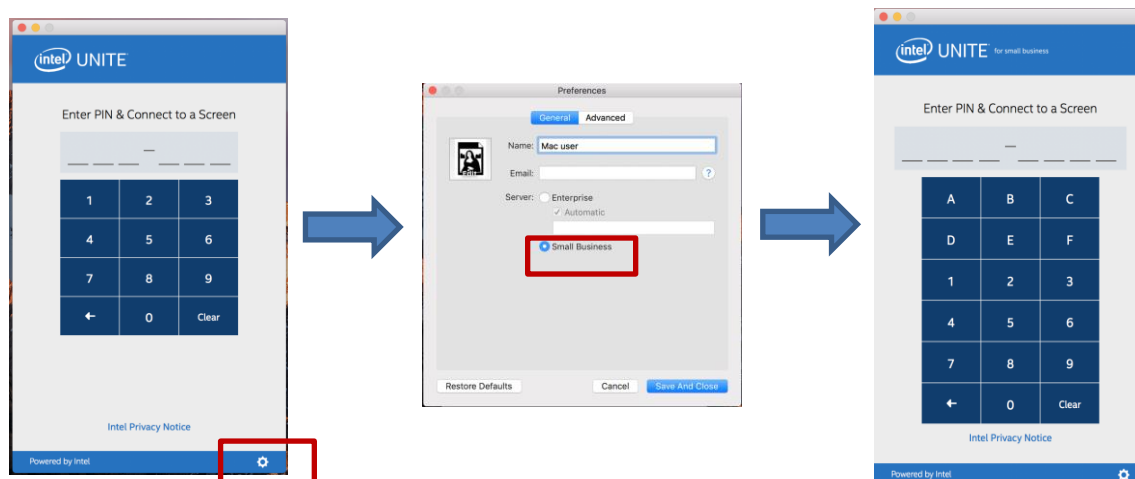 intel UNITE
Enter PIN & Connect to a Screen
_ _ _ – _ _ _
1 2 3
4 5 6
7 8 9
← 0 Clear
Intel Privacy Notice
Powered by Intel
Preferences
General Advanced
Edit
Name: Mac user
Email: ?
Server: Enterprise
✓ Automatic
Small Business
Restore Defaults Cancel Save And Close
intel UNITE for small business
Enter PIN & Connect to a Screen
_ _ _ _ – _ _ _ _
A B C
D E F
1 2 3
4 5 6
7 8 9
← 0 Clear
Intel Privacy Notice
Powered by Intel